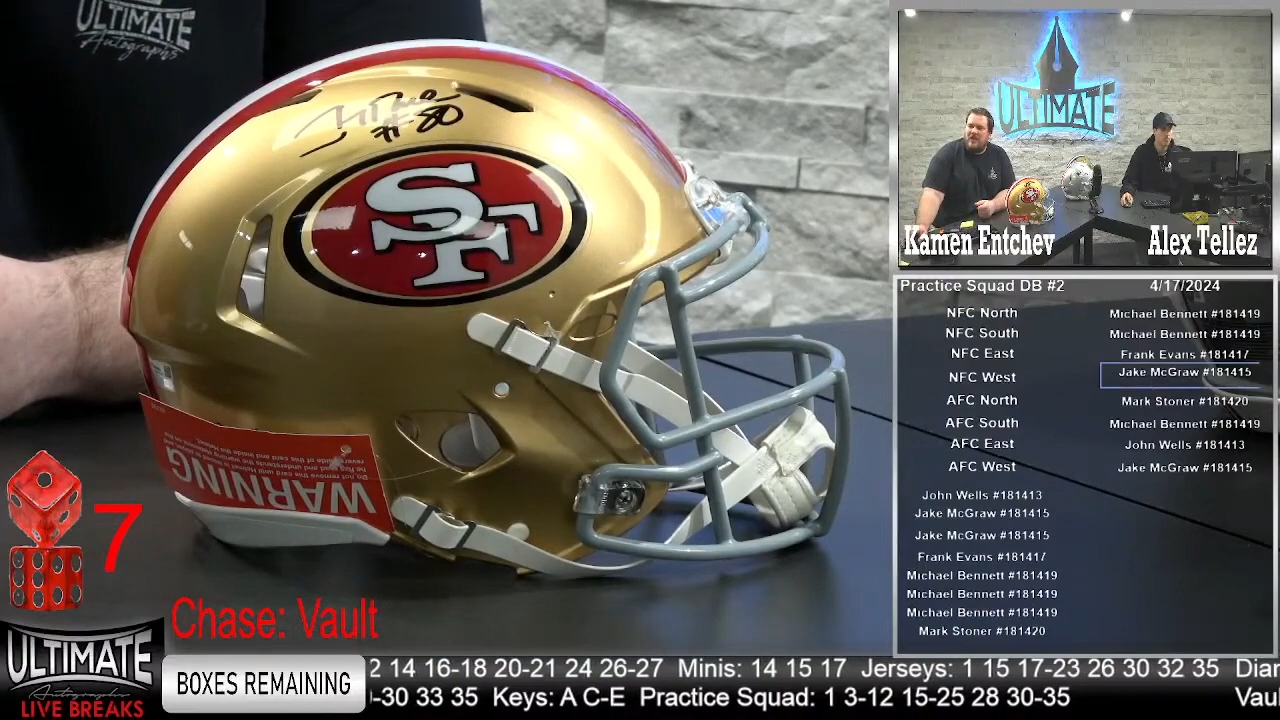 ULTIMATE
Autographs
#80
SF
WARNING
7
Chase: Vault
ULTIMATE
Autographs
LIVE BREAKS
BOXES REMAINING
2 14 16-18 20-21 24 26-27 Minis: 14 15 17 Jerseys: 1 15 17-23 26 30 32 35 Diar
-30 33 35 Keys: A C-E Practice Squad: 1 3-12 15-25 28 30-35 Vau
ULTIMATE
Kamen Entchev Alex Tellez
Practice Squad DB #2 4/17/2024
NFC North Michael Bennett #181419
NFC South Michael Bennett #181419
NFC East Frank Evans #181417
NFC West Jake McGraw #181415
AFC North Mark Stoner #181420
AFC South Michael Bennett #181419
AFC East John Wells #181413
AFC West Jake McGraw #181415
John Wells #181413
Jake McGraw #181415
Jake McGraw #181415
Frank Evans #181417
Michael Bennett #181419
Michael Bennett #181419
Michael Bennett #181419
Mark Stoner #181420